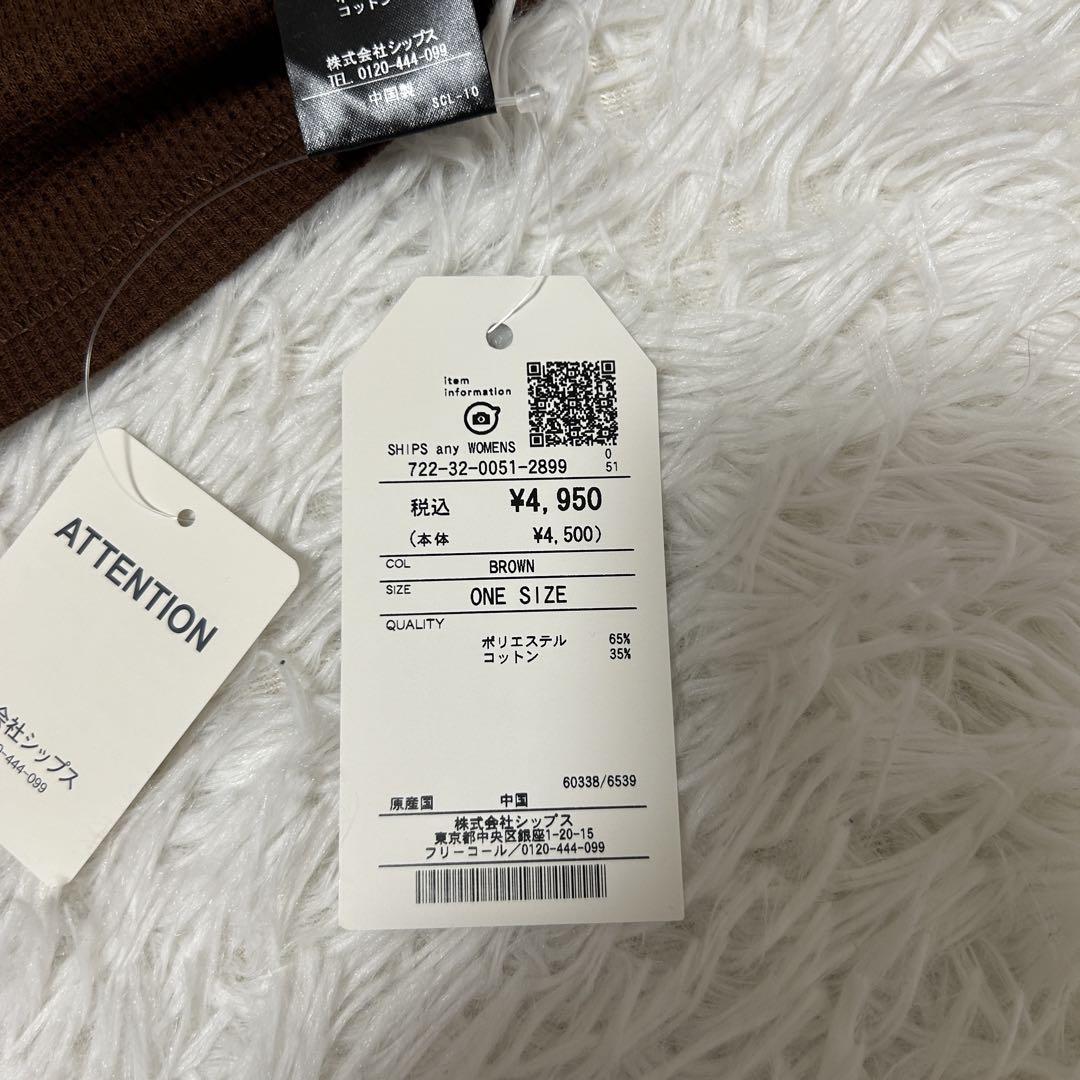 コットン
株式会社シップス
TEL. 0120-444-099
中国製 SCL-10
item
information
SHIPS any WOMENS
0
722-32-0051-2899 51
税込 ¥4,950
(本体 ¥4,500)
COL BROWN
SIZE ONE SIZE
QUALITY
ポリエステル 65%
コットン 35%
60338/6539
原産国 中国
株式会社シップス
東京都中央区銀座1-20-15
フリーコール/0120-444-099
ATTENTION
会社シップス
0-444-099